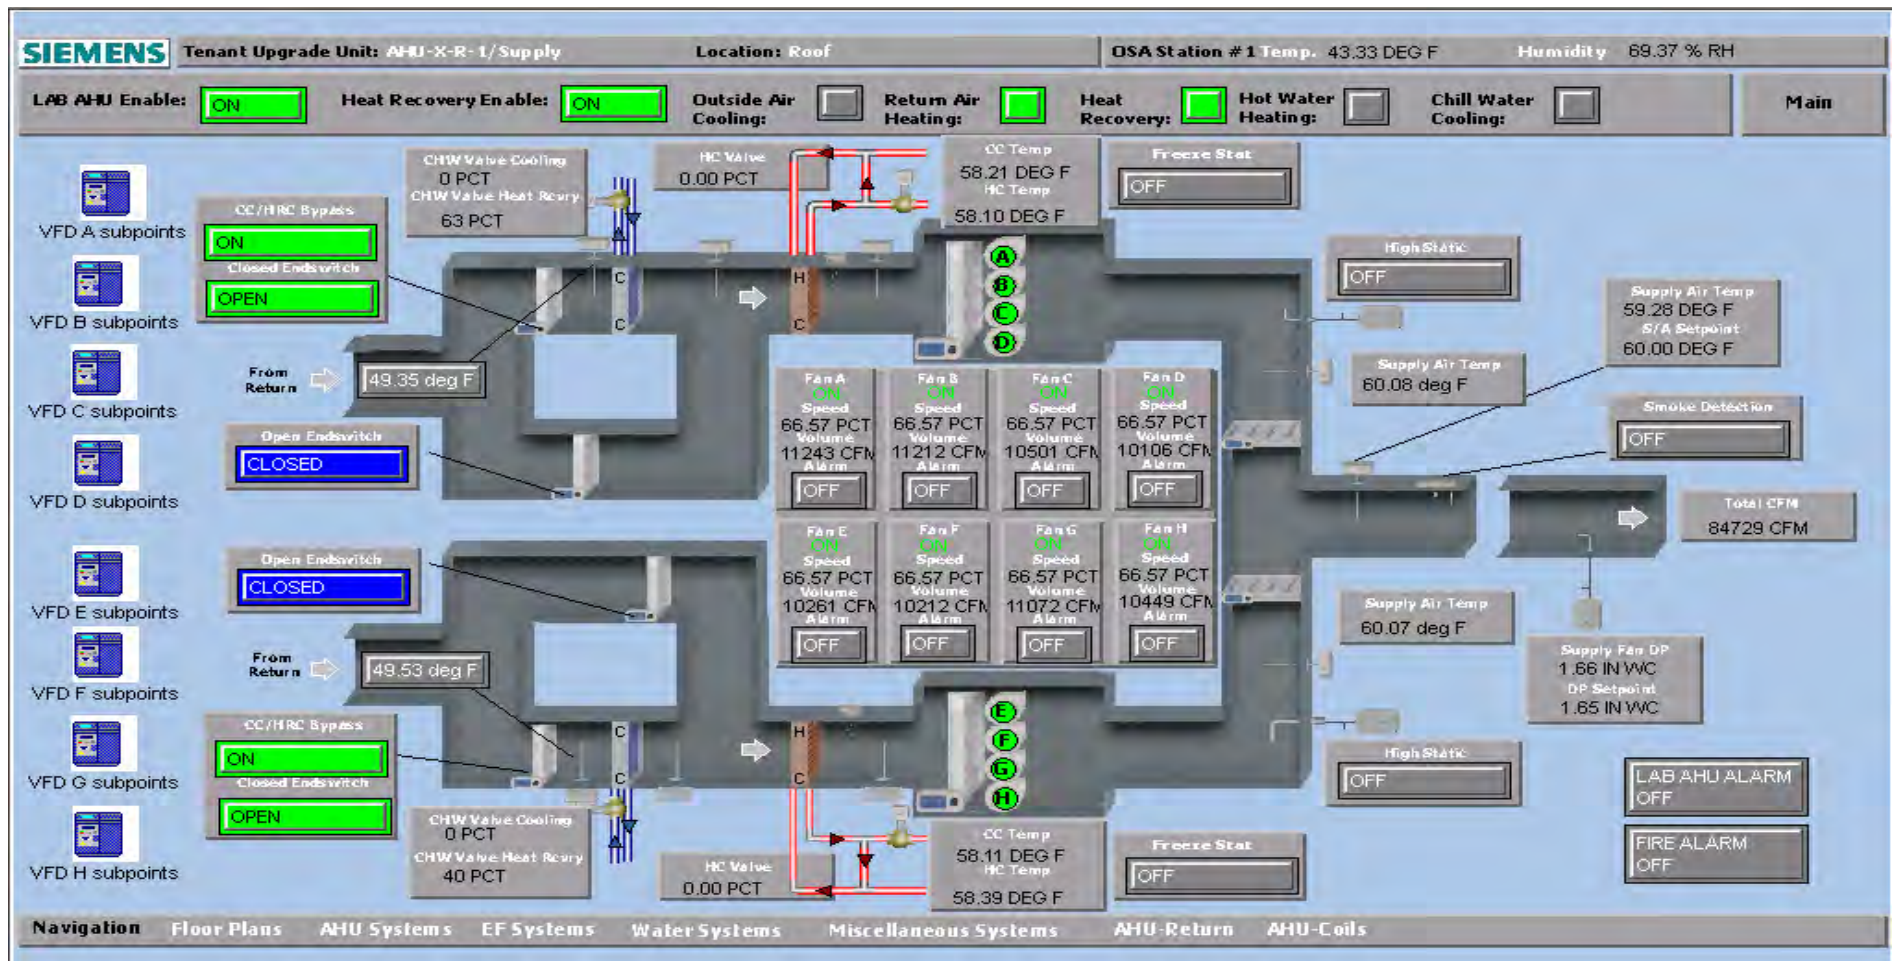 SIEMENS Tenant Upgrade Unit: AHU-X-R-1/Supply Location: Roof OSA Station #1 Temp. 43.33 DEG F Humidity 69.37 % RH
LAB AHU Enable: ON Heat Recovery Enable: ON Outside Air Cooling: Return Air Heating: Heat Recovery: Hot Water Heating: Chill Water Cooling: Main
VFD A subpoints
VFD B subpoints
VFD C subpoints
VFD D subpoints
VFD E subpoints
VFD F subpoints
VFD G subpoints
VFD H subpoints
CC/HRC Bypass
ON
Closed Endswitch
OPEN
CHW Valve Cooling
0 PCT
CHW Valve Heat Rcvry
63 PCT
HC Valve
0.00 PCT
CC Temp
58.21 DEG F
HC Temp
58.10 DEG F
Freeze Stat
OFF
C
C
H
C
A
B
C
D
High Static
OFF
Supply Air Temp
59.28 DEG F
S/A Setpoint
60.00 DEG F
From Return
49.35 deg F
Supply Air Temp
60.08 deg F
Smoke Detection
OFF
Open Endswitch
CLOSED
Fan A
ON
Speed
66.57 PCT
Volume
11243 CFM
Alarm
OFF
Fan B
ON
Speed
66.57 PCT
Volume
11212 CFM
Alarm
OFF
Fan C
ON
Speed
66.57 PCT
Volume
10501 CFM
Alarm
OFF
Fan D
ON
Speed
66.57 PCT
Volume
10106 CFM
Alarm
OFF
Total CFM
84729 CFM
Open Endswitch
CLOSED
Fan E
ON
Speed
66.57 PCT
Volume
10261 CFM
Alarm
OFF
Fan F
ON
Speed
66.57 PCT
Volume
10212 CFM
Alarm
OFF
Fan G
ON
Speed
66.57 PCT
Volume
11072 CFM
Alarm
OFF
Fan H
ON
Speed
66.57 PCT
Volume
10449 CFM
Alarm
OFF
Supply Air Temp
60.07 deg F
From Return
49.53 deg F
Supply Fan DP
1.66 IN WC
DP Setpoint
1.65 IN WC
CC/HRC Bypass
ON
Closed Endswitch
OPEN
C
C
H
C
E
F
G
H
High Static
OFF
CHW Valve Cooling
0 PCT
CHW Valve Heat Rcvry
40 PCT
HC Valve
0.00 PCT
CC Temp
58.11 DEG F
HC Temp
58.39 DEG F
Freeze Stat
OFF
LAB AHU ALARM
OFF
FIRE ALARM
OFF
Navigation Floor Plans AHU Systems EF Systems Water Systems Miscellaneous Systems AHU-Return AHU-Coils